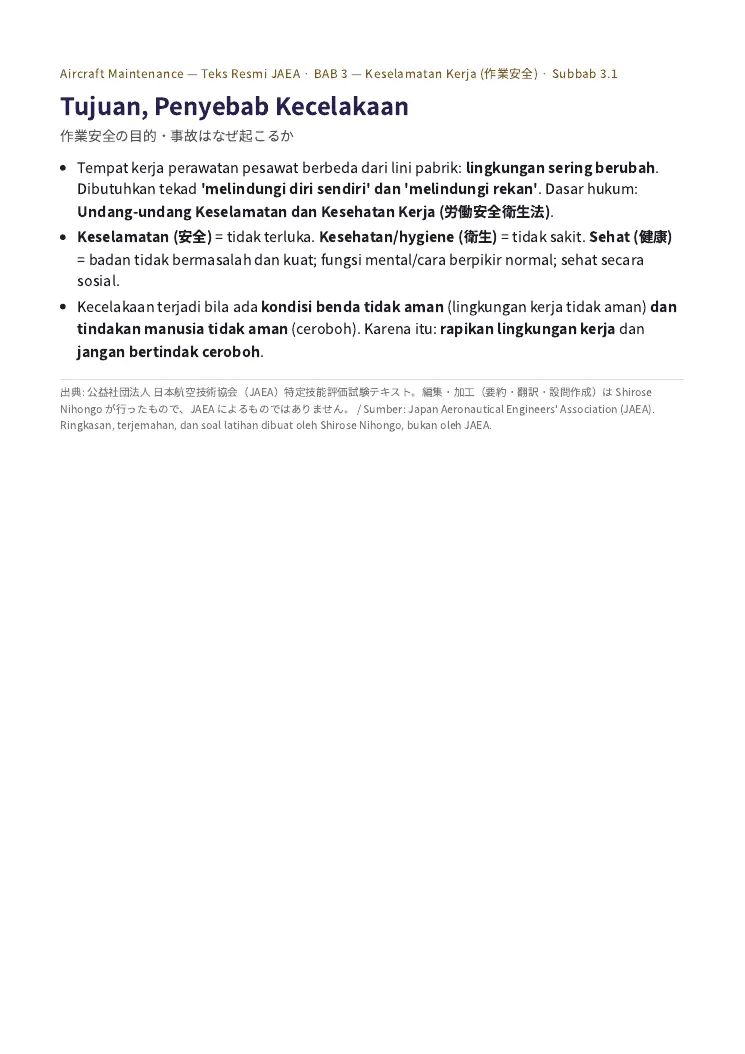 Aircraft Maintenance — Teks Resmi JAEA · BAB 3 — Keselamatan Kerja (作業安全) · Subbab 3.1
Tujuan, Penyebab Kecelakaan
作業安全の目的・事故はなぜ起こるか
• Tempat kerja perawatan pesawat berbeda dari lini pabrik: lingkungan sering berubah.
Dibutuhkan tekad 'melindungi diri sendiri' dan 'melindungi rekan'. Dasar hukum:
Undang-undang Keselamatan dan Kesehatan Kerja (労働安全衛生法).
• Keselamatan (安全) = tidak terluka. Kesehatan/hygiene (衛生) = tidak sakit. Sehat (健康)
= badan tidak bermasalah dan kuat; fungsi mental/cara berpikir normal; sehat secara
sosial.
• Kecelakaan terjadi bila ada kondisi benda tidak aman (lingkungan kerja tidak aman) dan
tindakan manusia tidak aman (ceroboh). Karena itu: rapikan lingkungan kerja dan
jangan bertindak ceroboh.
出典: 公益社団法人 日本航空技術協会（JAEA）特定技能評価試験テキスト。編集・加工（要約・翻訳・設問作成）は Shirose
Nihongo が行ったもので、JAEA によるものではありません。 / Sumber: Japan Aeronautical Engineers' Association (JAEA).
Ringkasan, terjemahan, dan soal latihan dibuat oleh Shirose Nihongo, bukan oleh JAEA.